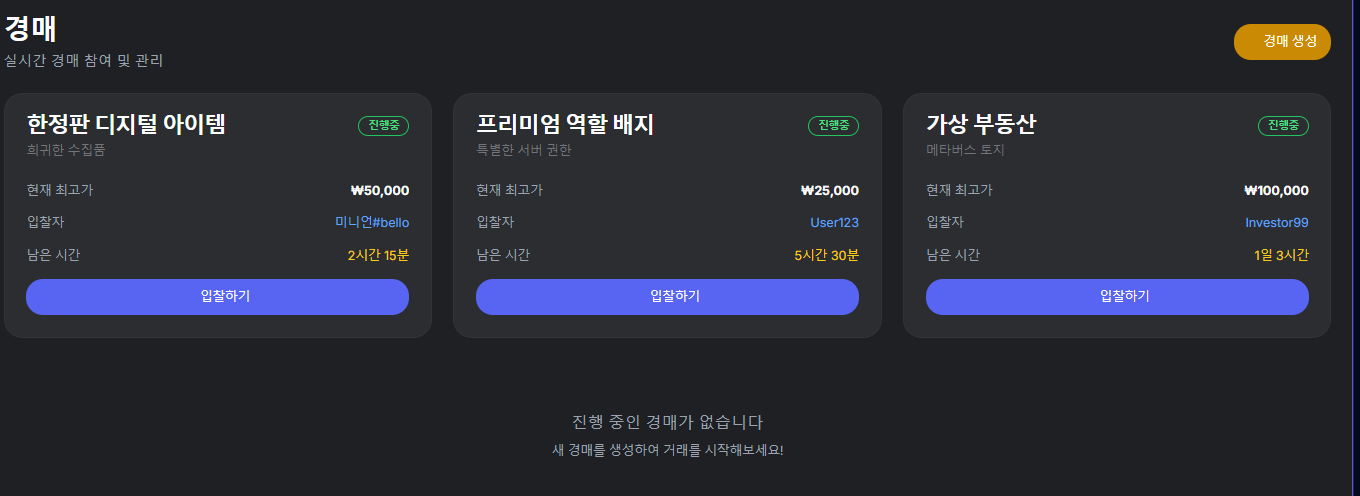 경매
실시간 경매 참여 및 관리
경매 생성
한정판 디지털 아이템
진행중
희귀한 수집품
현재 최고가
₩50,000
입찰자
미니언#bello
남은 시간
2시간 15분
입찰하기
프리미엄 역할 배지
진행중
특별한 서버 권한
현재 최고가
₩25,000
입찰자
User123
남은 시간
5시간 30분
입찰하기
가상 부동산
진행중
메타버스 토지
현재 최고가
₩100,000
입찰자
Investor99
남은 시간
1일 3시간
입찰하기
진행 중인 경매가 없습니다
새 경매를 생성하여 거래를 시작해보세요!